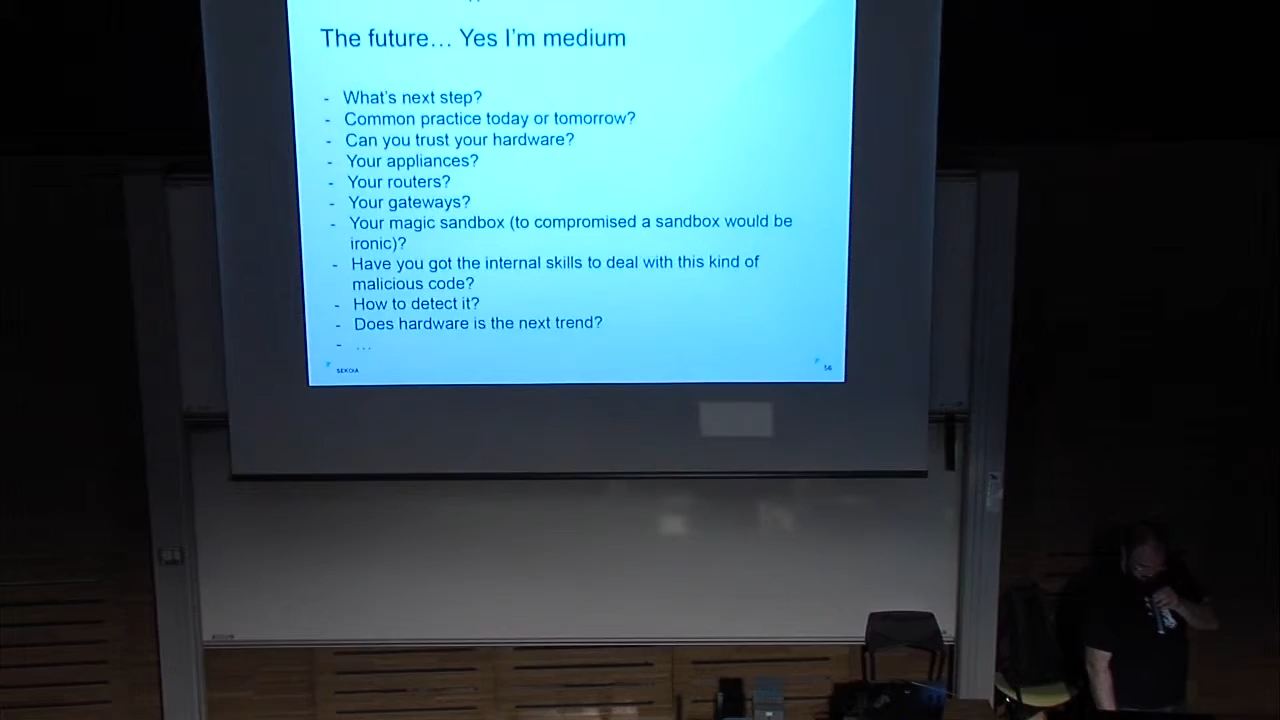 The future… Yes I'm medium
- What's next step?
- Common practice today or tomorrow?
- Can you trust your hardware?
- Your appliances?
- Your routers?
- Your gateways?
- Your magic sandbox (to compromised a sandbox would be
ironic)?
- Have you got the internal skills to deal with this kind of
malicious code?
- How to detect it?
- Does hardware is the next trend?
- …
SEKOIA
56